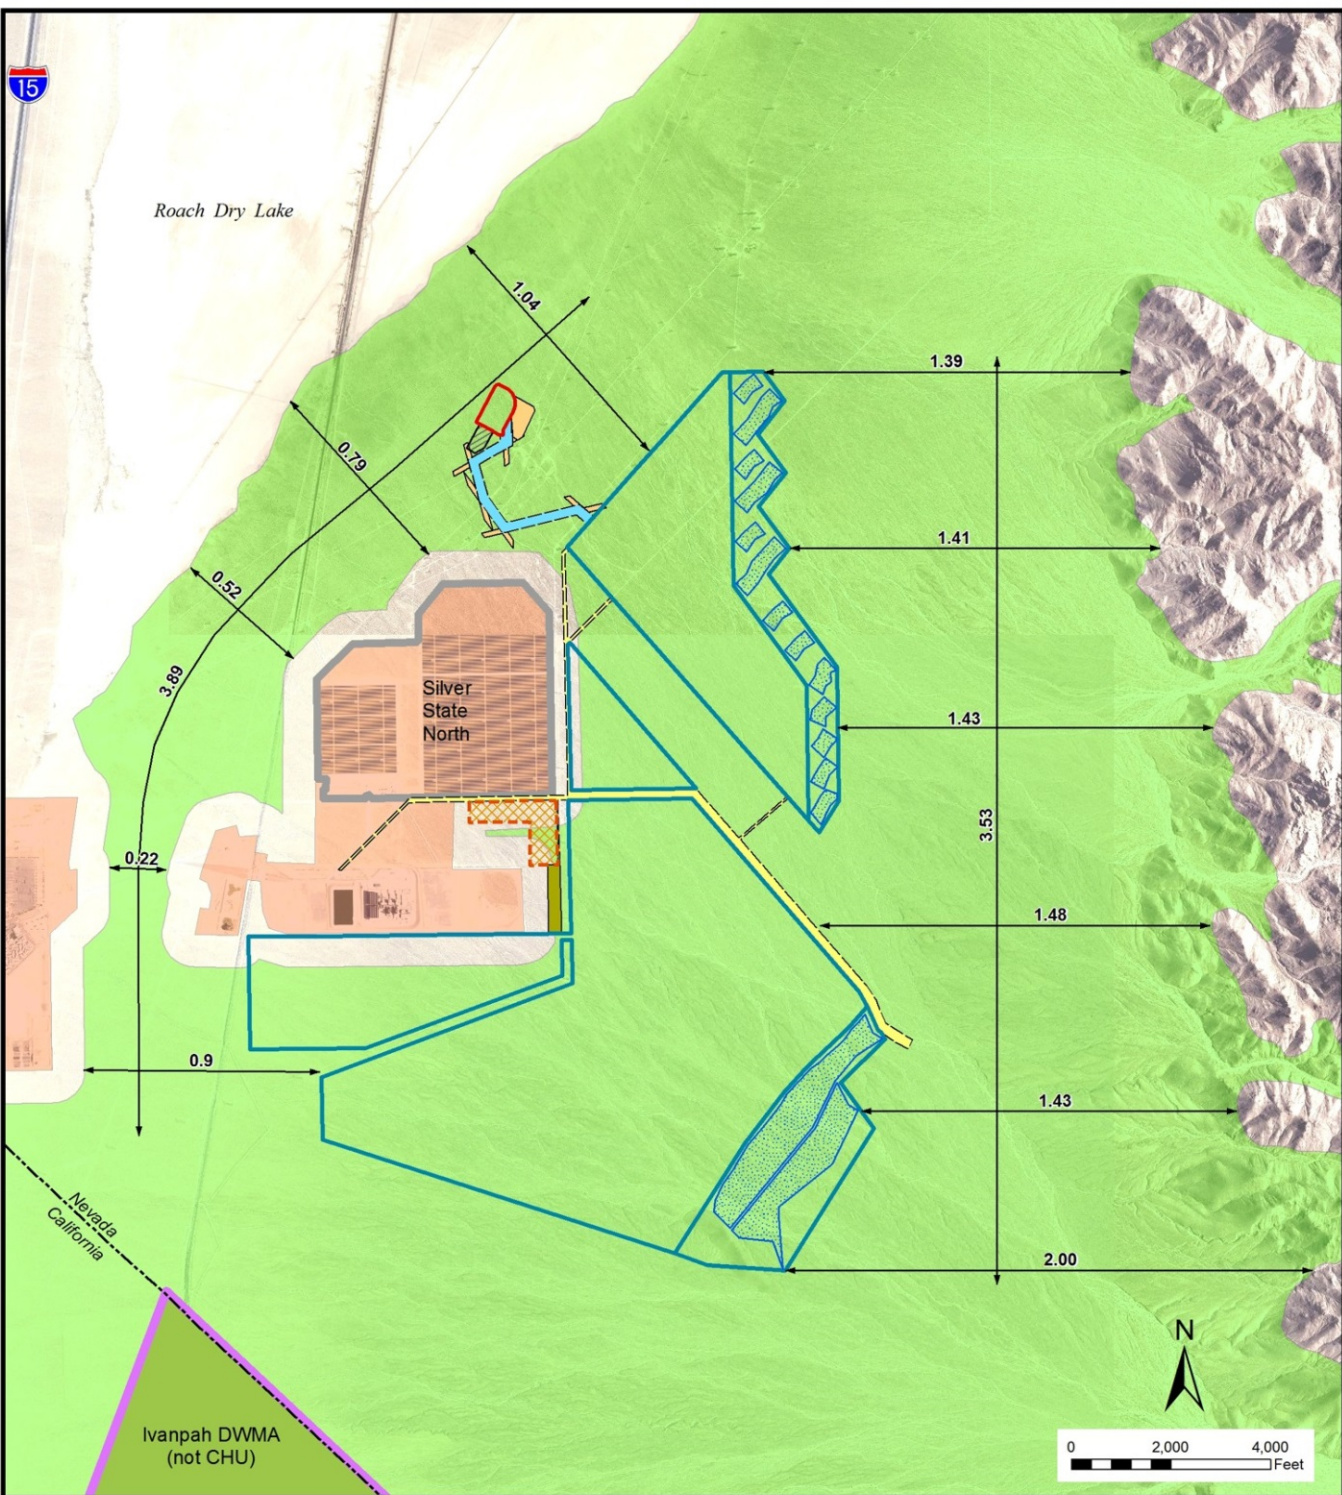 15
Roach Dry Lake
1.04
1.39
0.79
1.41
0.52
3.89
Silver
State
North
1.43
3.53
0.22
1.48
0.9
1.43
Nevada
California
2.00
N
Ivanpah DWMA
(not CHU)
0 2,000 4,000
Feet